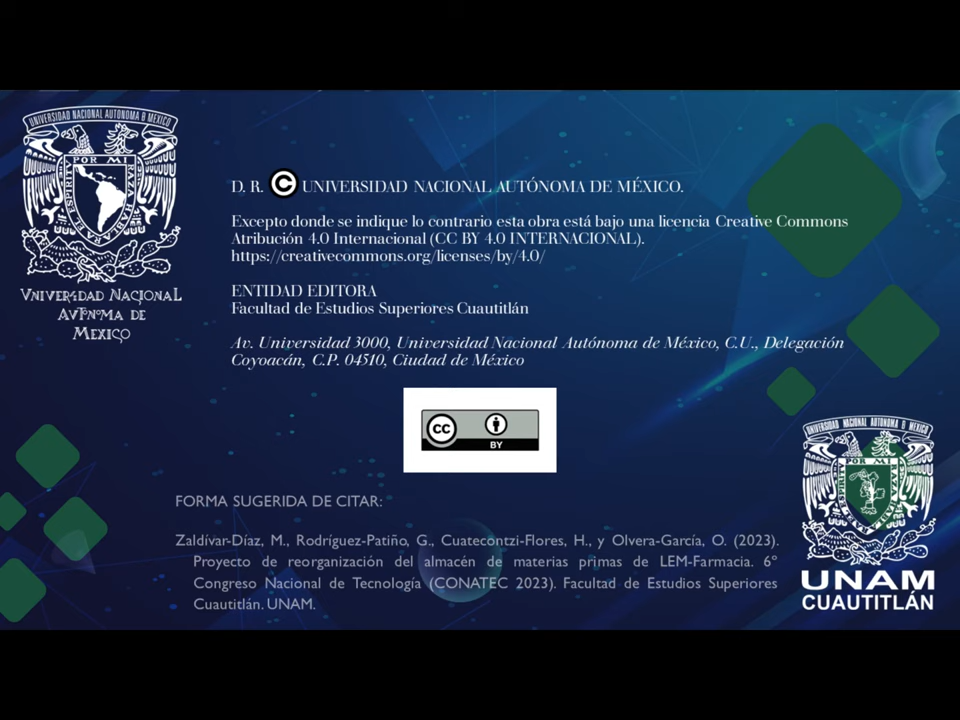 UNIVERSIDAD NACIONAL AUTONOMA Ð MEXICO
POR MI
RAZA HABLARA
EL ESPIRITU
VNIVERSDAD NACIONAL
AVTNOMA DE
MEXICO
D. R. © UNIVERSIDAD NACIONAL AUTÓNOMA DE MÉXICO.
Excepto donde se indique lo contrario esta obra está bajo una licencia Creative Commons
Atribución 4.0 Internacional (CC BY 4.0 INTERNACIONAL).
https://creativecommons.org/licenses/by/4.0/
ENTIDAD EDITORA
Facultad de Estudios Superiores Cuautitlán
Av. Universidad 3000, Universidad Nacional Autónoma de México, C.U., Delegación
Coyoacán, C.P. 04510, Ciudad de México
CC
BY
FORMA SUGERIDA DE CITAR:
Zaldívar-Díaz, M., Rodríguez-Patiño, G., Cuatecontzi-Flores, H., y Olvera-García, O. (2023).
Proyecto de reorganización del almacén de materias primas de LEM-Farmacia. 6º
Congreso Nacional de Tecnología (CONATEC 2023). Facultad de Estudios Superiores
Cuautitlán. UNAM.
UNIVERSIDAD NACIONAL AUTONOMA Ð MEXICO
POR MI
UNAM
CUAUTITLÁN